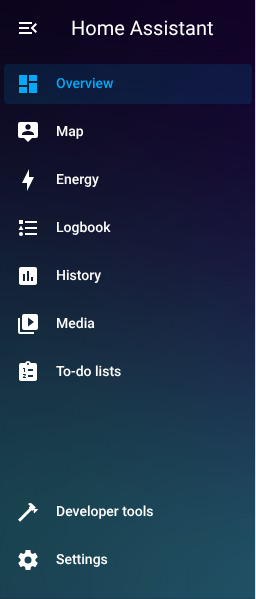 Home Assistant
Overview
Map
Energy
Logbook
History
Media
To-do lists
Developer tools
Settings